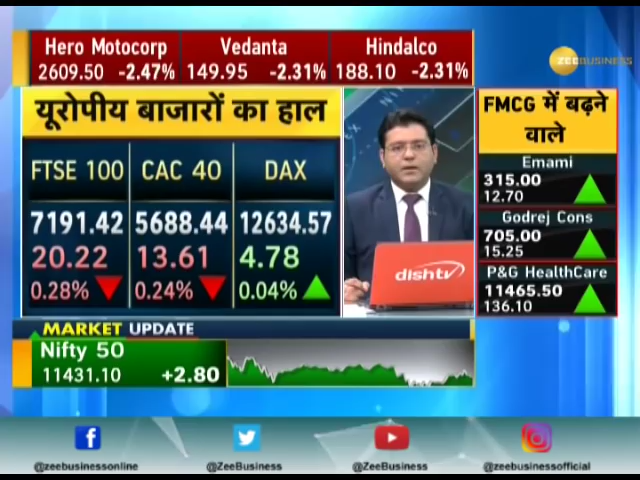 Hero Motocorp Vedanta Hindalco
2609.50 -2.47% 149.95 -2.31% 188.10 -2.31%
ZEEBUSINESS
यूरोपीय बाजारों का हाल
FTSE 100 CAC 40 DAX
7191.42 5688.44 12634.57
20.22 13.61 4.78
0.28% 0.24% 0.04%
dishtv
FMCG में बढ़ने
वाले
Emami
315.00
12.70
Godrej Cons
705.00
15.25
P&G HealthCare
11465.50
136.10
MARKET UPDATE
Nifty 50
11431.10 +2.80
@zeebusinessonline @ZeeBusiness @ZeeBusiness @zeebusinessofficial